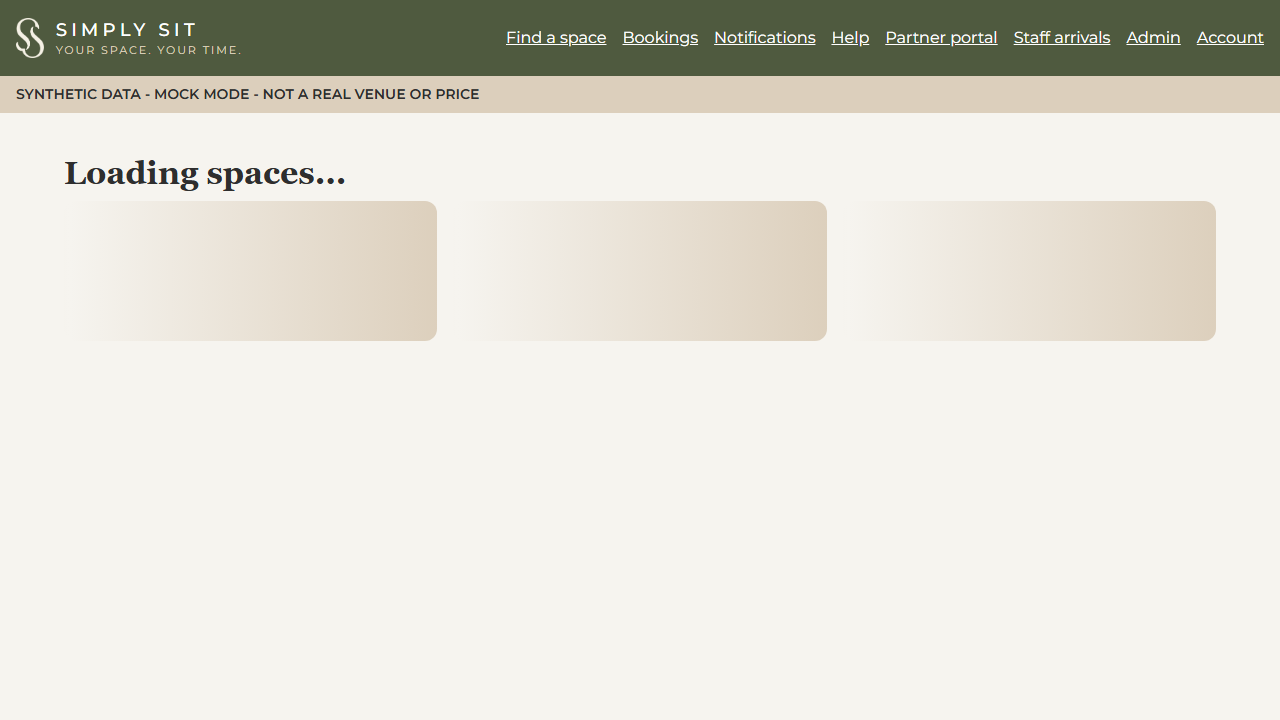 SIMPLY SIT
YOUR SPACE. YOUR TIME.
Find a space Bookings Notifications Help Partner portal Staff arrivals Admin Account
SYNTHETIC DATA - MOCK MODE - NOT A REAL VENUE OR PRICE
Loading spaces...